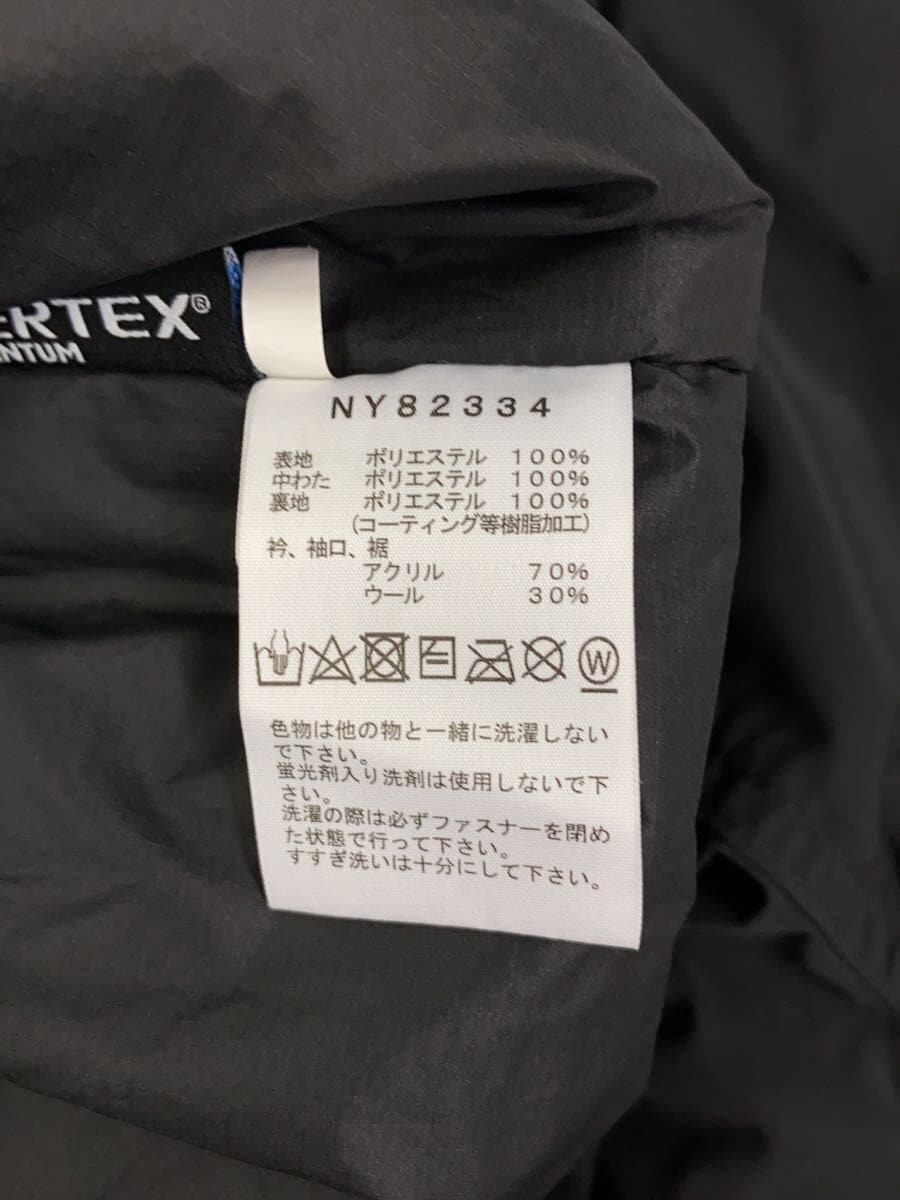 ERTEX®
NTUM
NY82334
表地 ポリエステル 100%
中わた ポリエステル 100%
裏地 ポリエステル 100%
(コーティング等樹脂加工)
衿、袖口、裾
アクリル 70%
ウール 30%
W
色物は他の物と一緒に洗濯しない
で下さい。
蛍光剤入り洗剤は使用しないで下
さい。
洗濯の際は必ずファスナーを閉め
た状態で行って下さい。
すすぎ洗いは十分にして下さい。